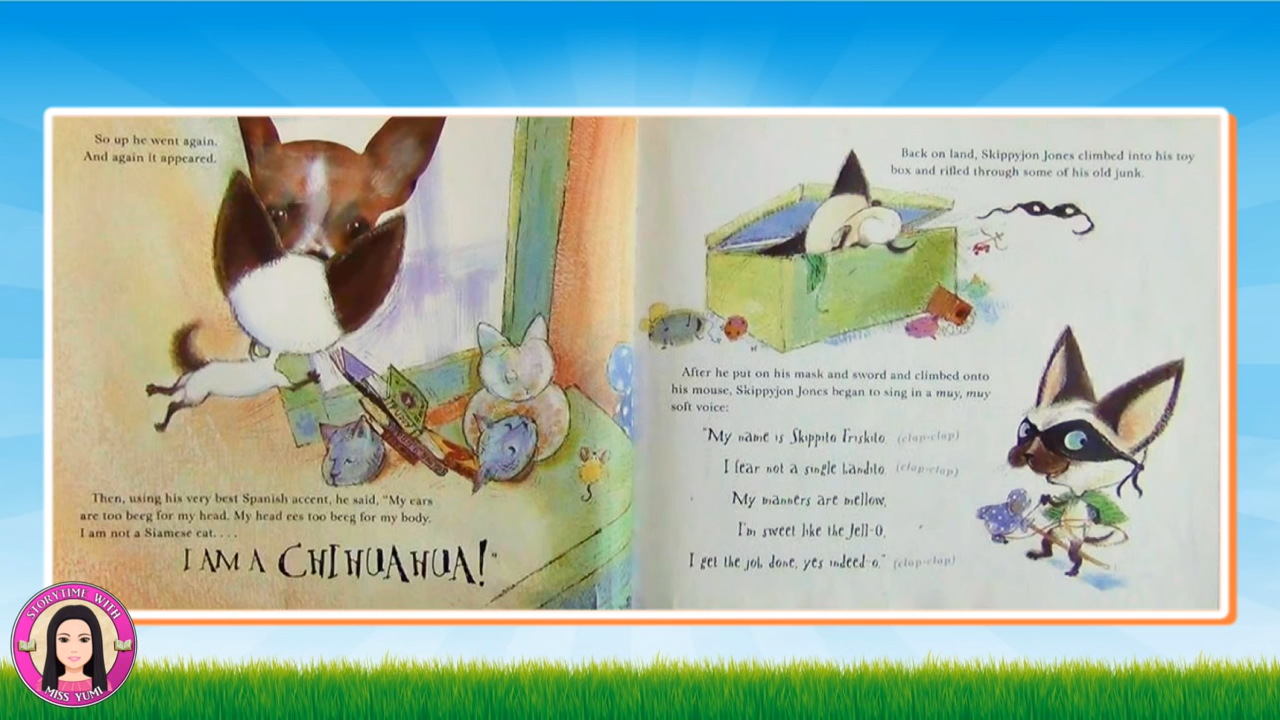 So up he went again.
And again it appeared.
Then, using his very best Spanish accent, he said, "My ears
are too beeg for my head. My head ees too beeg for my body.
I am not a Siamese cat. . . .
I AM A CHIHUAHUA!"
Back on land, Skippyjon Jones climbed into his toy
box and rifled through some of his old junk.
After he put on his mask and sword and climbed onto
his mouse, Skippyjon Jones began to sing in a muy, muy
soft voice:
"My name is Skippito Friskito. (clap-clap)
I fear not a single bandito. (clap-clap)
My manners are mellow,
I'm sweet like the Jell-O,
I get the job done, yes indeed-o." (clap-clap)
STORYTIME WITH
MISS YUMI